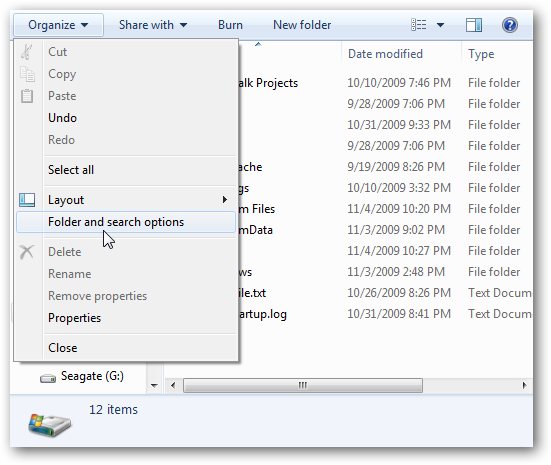 Organize Share with Burn New folder
Cut
Copy
Paste
Undo
Redo
Select all
Layout
Folder and search options
Delete
Rename
Remove properties
Properties
Close
Date modified Type
alk Projects 10/10/2009 7:46 PM File folder
9/28/2009 7:06 PM File folder
10/31/2009 9:33 PM File folder
9/28/2009 7:06 PM File folder
ache 9/19/2009 8:26 PM File folder
gs 10/10/2009 3:32 PM File folder
m Files 11/4/2009 10:20 PM File folder
mData 11/3/2009 9:02 PM File folder
11/4/2009 10:27 PM File folder
ws 11/3/2009 2:48 PM File folder
ile.txt 10/26/2009 8:26 PM Text Docum
artup.log 10/31/2009 8:41 PM Text Docum
Seagate (G:)
12 items